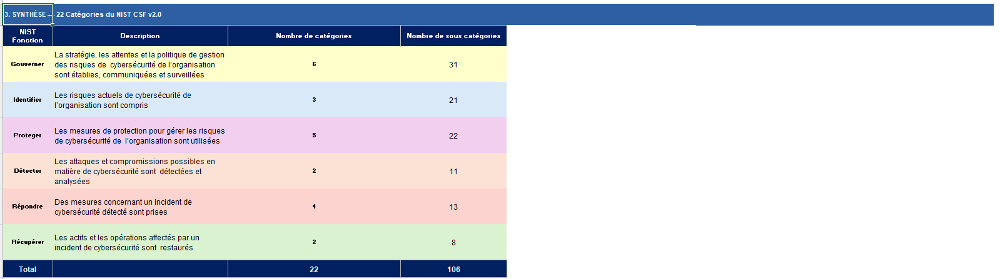 3. SYNTHÈSE — 22 Catégories du NIST CSF v2.0
NIST
Fonction
Description
Nombre de catégories
Nombre de sous catégories
Gouverner
La stratégie, les attentes et la politique de gestion
des risques de  cybersécurité de l'organisation
sont établies, communiquées et surveillées
6
31
Identifier
Les risques actuels de cybersécurité de
l'organisation sont compris
3
21
Proteger
Les mesures de protection pour gérer les risques
de cybersécurité de  l'organisation sont utilisées
5
22
Détecter
Les attaques et compromissions possibles en
matière de cybersécurité sont  détectées et
analysées
2
11
Répondre
Des mesures concernant un incident de
cybersécurité détecté sont prises
4
13
Récupérer
Les actifs et les opérations affectés par un
incident de cybersécurité sont  restaurés
2
8
Total
22
106